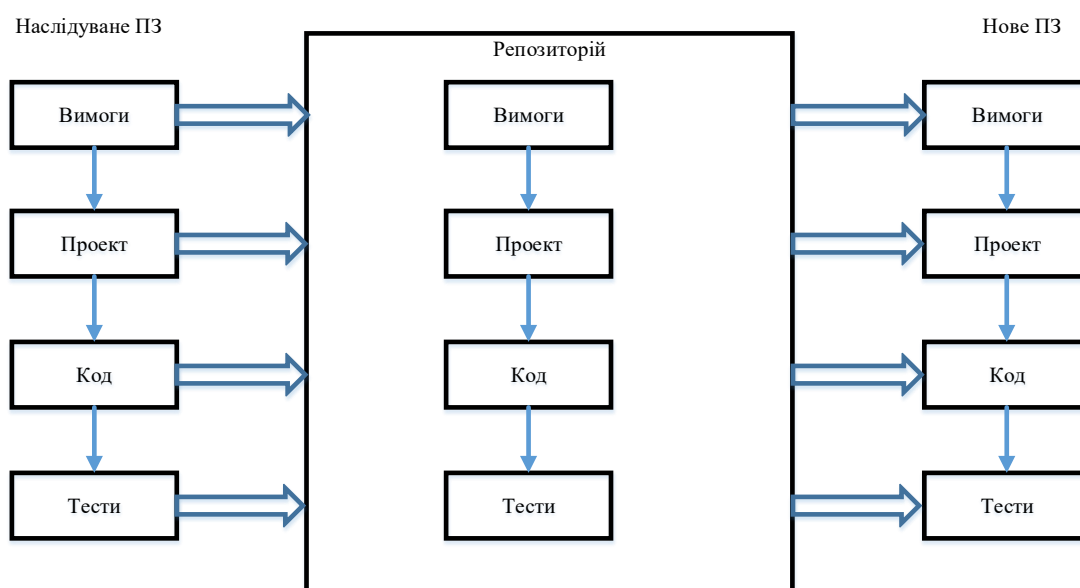 Наслідуване ПЗ
Репозиторій
Нове ПЗ
Вимоги
Вимоги
Вимоги
Проект
Проект
Проект
Код
Код
Код
Тести
Тести
Тести